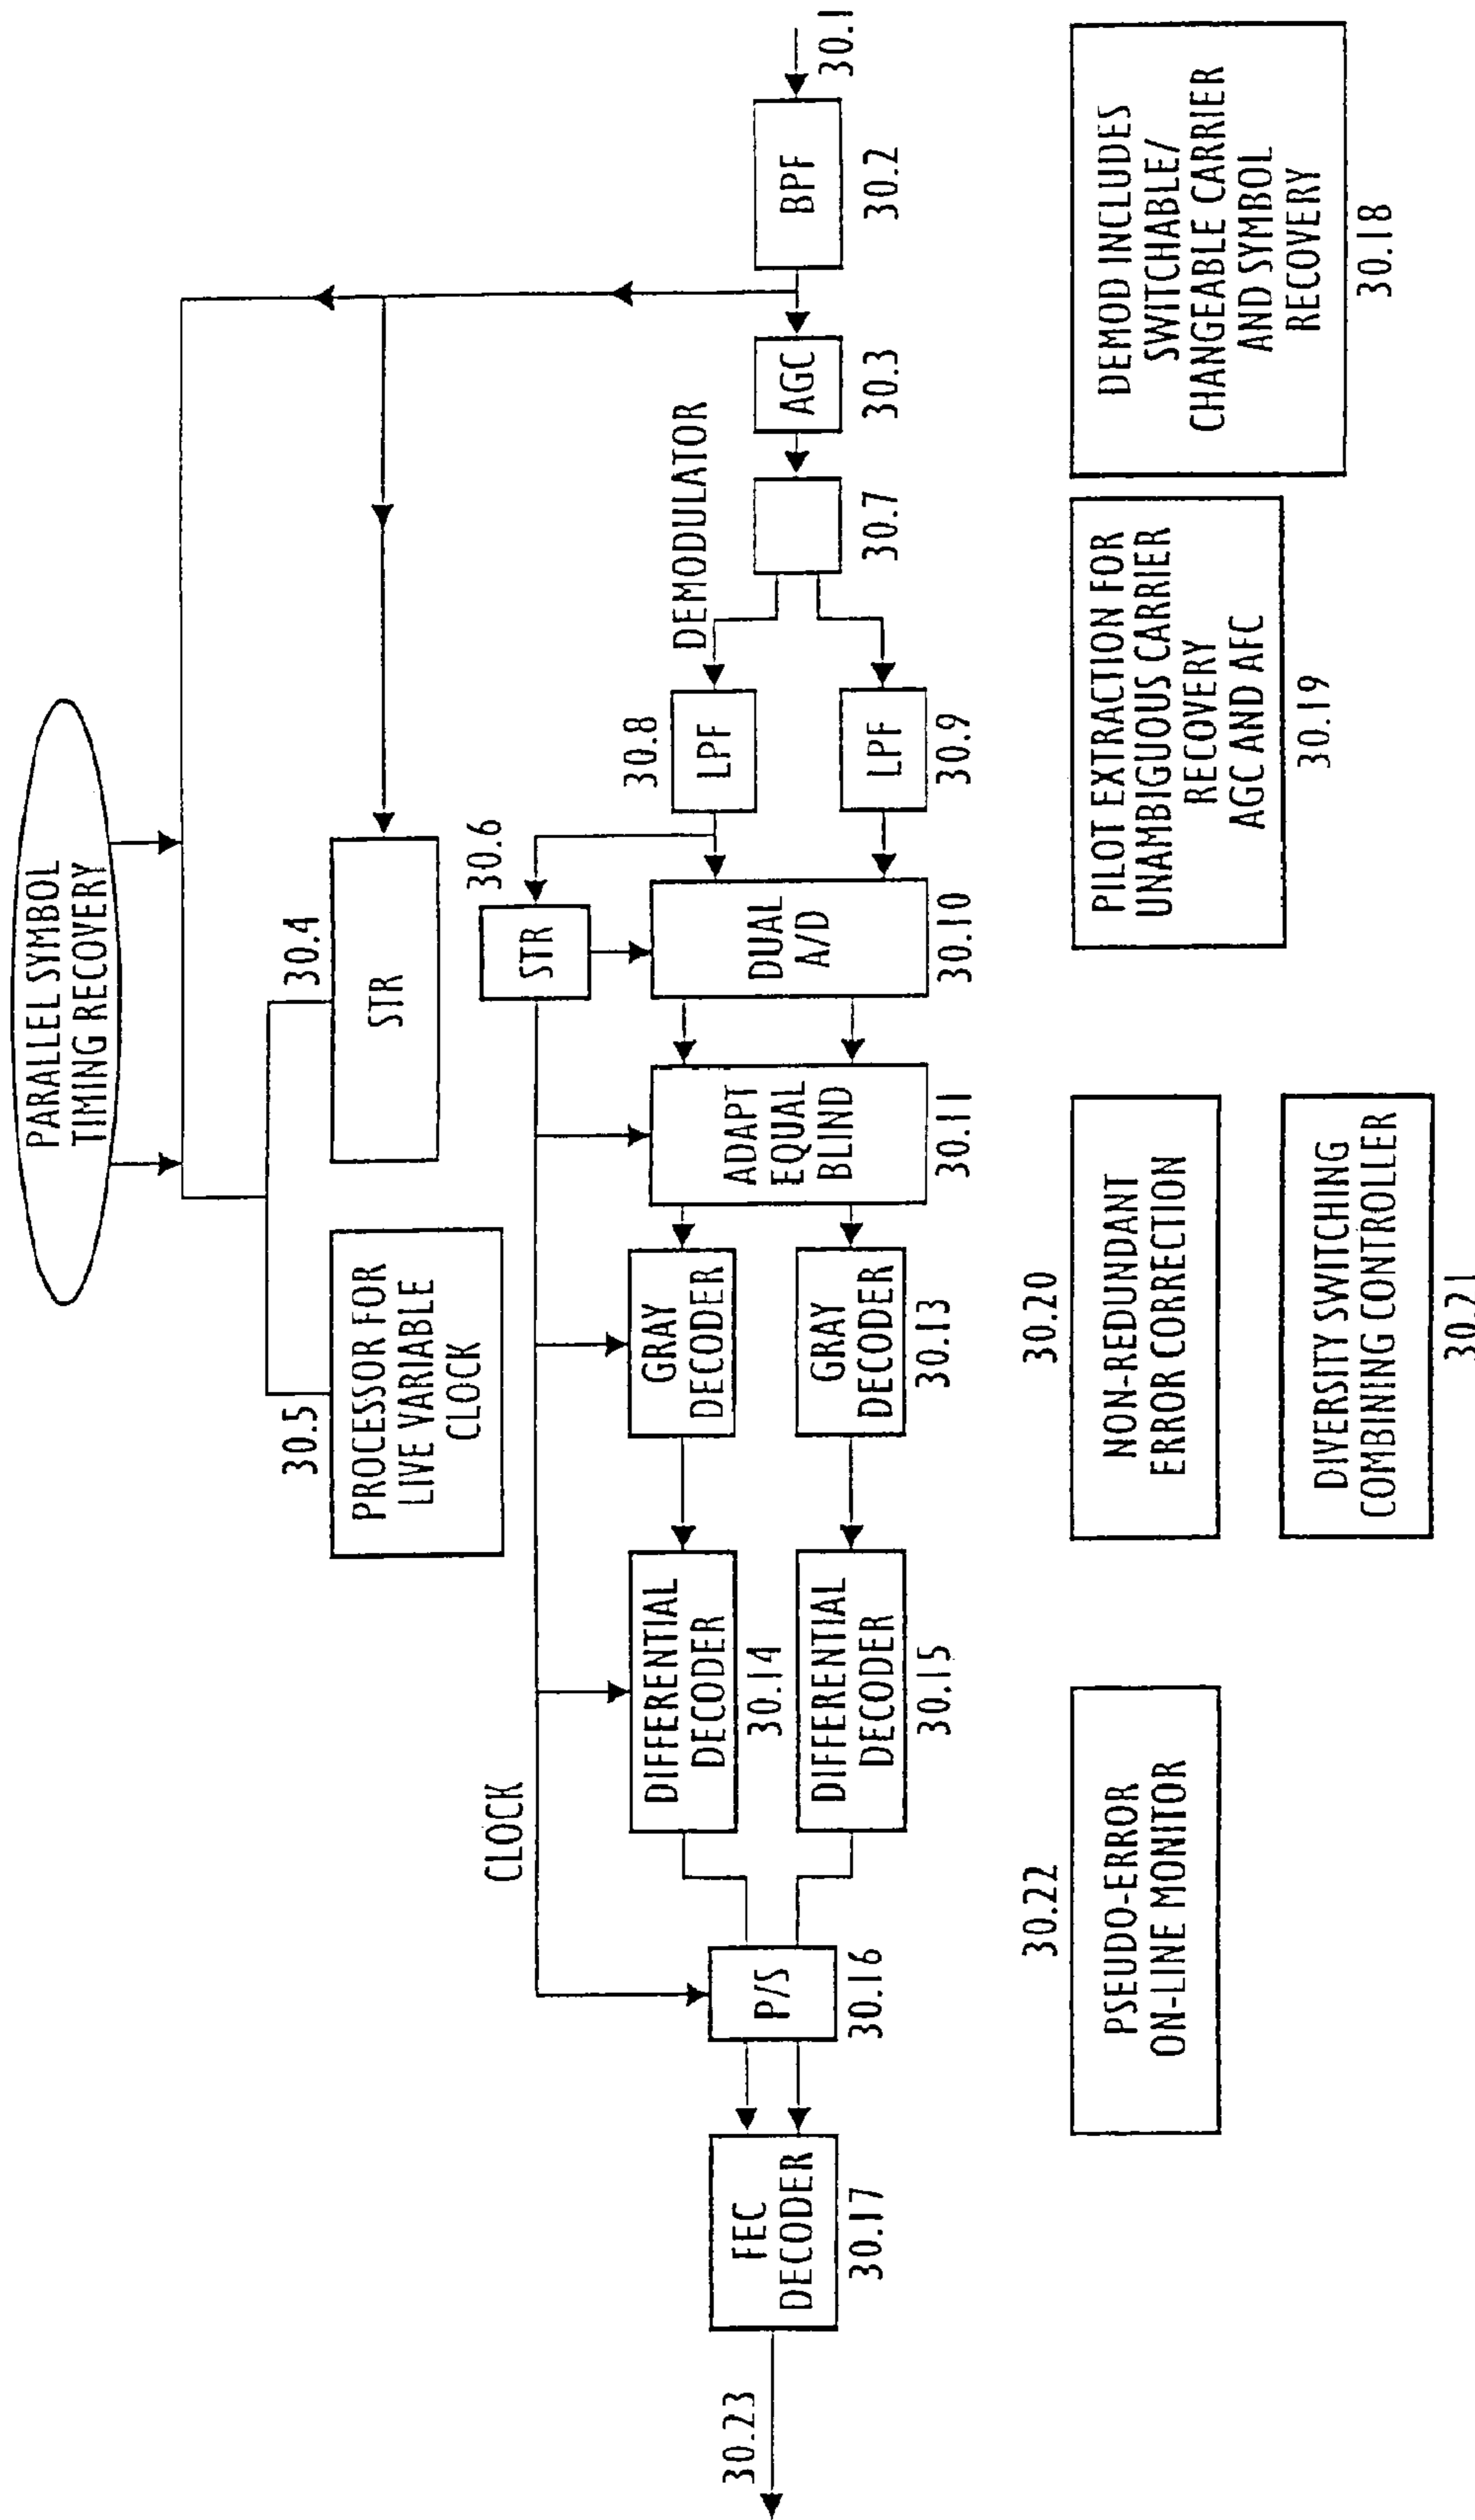 PARALLEL SYMBOL
TIMING RECOVERY
30.5
PROCESSOR FOR
LIVE VARIABLE
CLOCK
30.4
STR
CLOCK
30.6
STR
30.23
FEC
DECODER
30.17
P/S
30.16
DIFFERENTIAL
DECODER
30.14
DIFFERENTIAL
DECODER
30.15
GRAY
DECODER
GRAY
DECODER
30.13
ADAPT
EQUAL
BLIND
30.11
DUAL
A/D
30.10
30.8
LPF
LPF
30.9
DEMODULATOR
30.7
AGC
30.3
BPF
30.2
30.1
30.22
PSEUDO-ERROR
ON-LINE MONITOR
30.20
NON-REDUNDANT
ERROR CORRECTION
DIVERSITY SWITCHING
COMBINING CONTROLLER
30.21
PILOT EXTRACTION FOR
UNAMBIGUOUS CARRIER
RECOVERY
AGC AND AFC
30.19
DEMOD INCLUDES
SWITCHABLE/
CHANGEABLE CARRIER
AND SYMBOL
RECOVERY
30.18